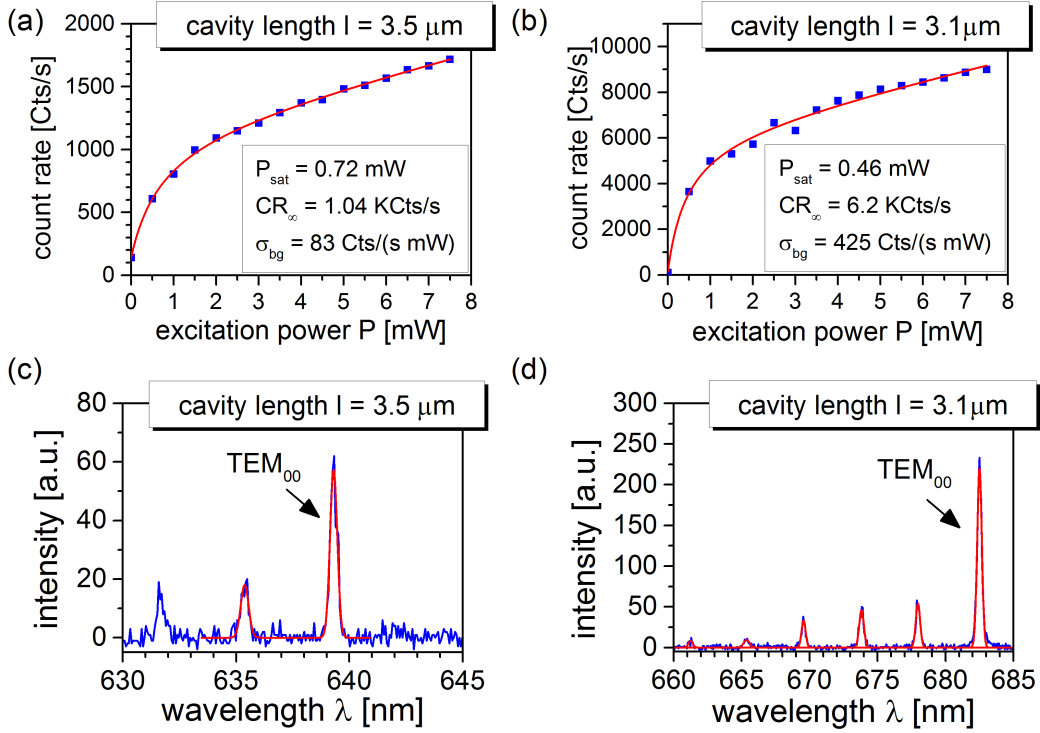 (a)
cavity length l = 3.5 μm
2000
1500
1000
500
0
count rate [Cts/s]
P_sat = 0.72 mW
CR_∞ = 1.04 KCts/s
σ_bg = 83 Cts/(s mW)
0 1 2 3 4 5 6 7 8
excitation power P [mW]
(b)
cavity length l = 3.1μm
10000
8000
6000
4000
2000
0
count rate [Cts/s]
P_sat = 0.46 mW
CR_∞ = 6.2 KCts/s
σ_bg = 425 Cts/(s mW)
0 1 2 3 4 5 6 7 8
excitation power P [mW]
(c)
cavity length l = 3.5 μm
80
60
40
20
0
intensity [a.u.]
TEM_00
630 635 640 645
wavelength λ [nm]
(d)
cavity length l = 3.1μm
300
250
200
150
100
50
0
intensity [a.u.]
TEM_00
660 665 670 675 680 685
wavelength λ [nm]